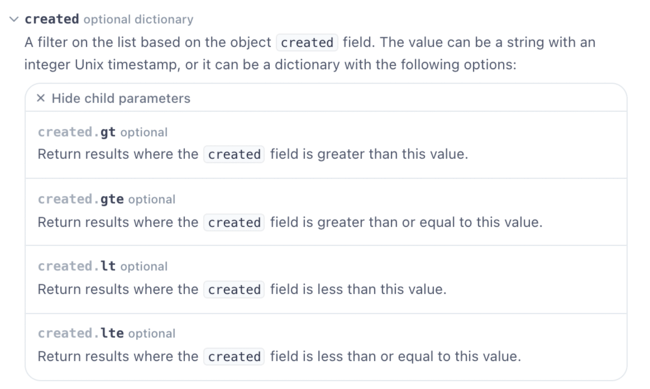 created optional dictionary
A filter on the list based on the object created field. The value can be a string with an
integer Unix timestamp, or it can be a dictionary with the following options:
× Hide child parameters
created.gt optional
Return results where the created field is greater than this value.
created.gte optional
Return results where the created field is greater than or equal to this value.
created.lt optional
Return results where the created field is less than this value.
created.lte optional
Return results where the created field is less than or equal to this value.